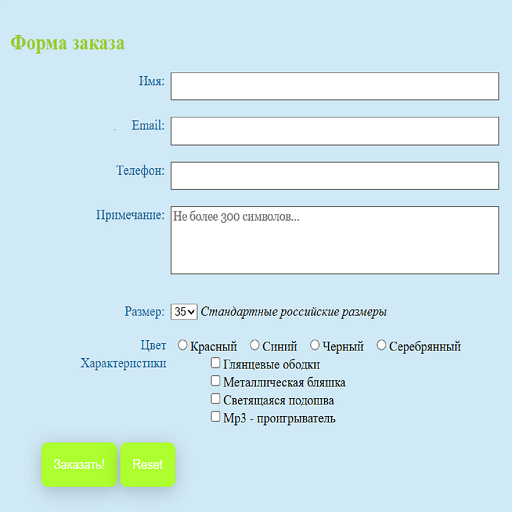 Форма заказа
Имя:
Email:
Телефон:
Примечание: Не более 300 символов...
Размер: 35 Стандартные российские размеры
Цвет Красный Синий Черный Серебрянный
Характеристики Глянцевые ободки
Металлическая бляшка
Светящаяся подошва
Mp3 - проигрыватель
Заказать! Reset